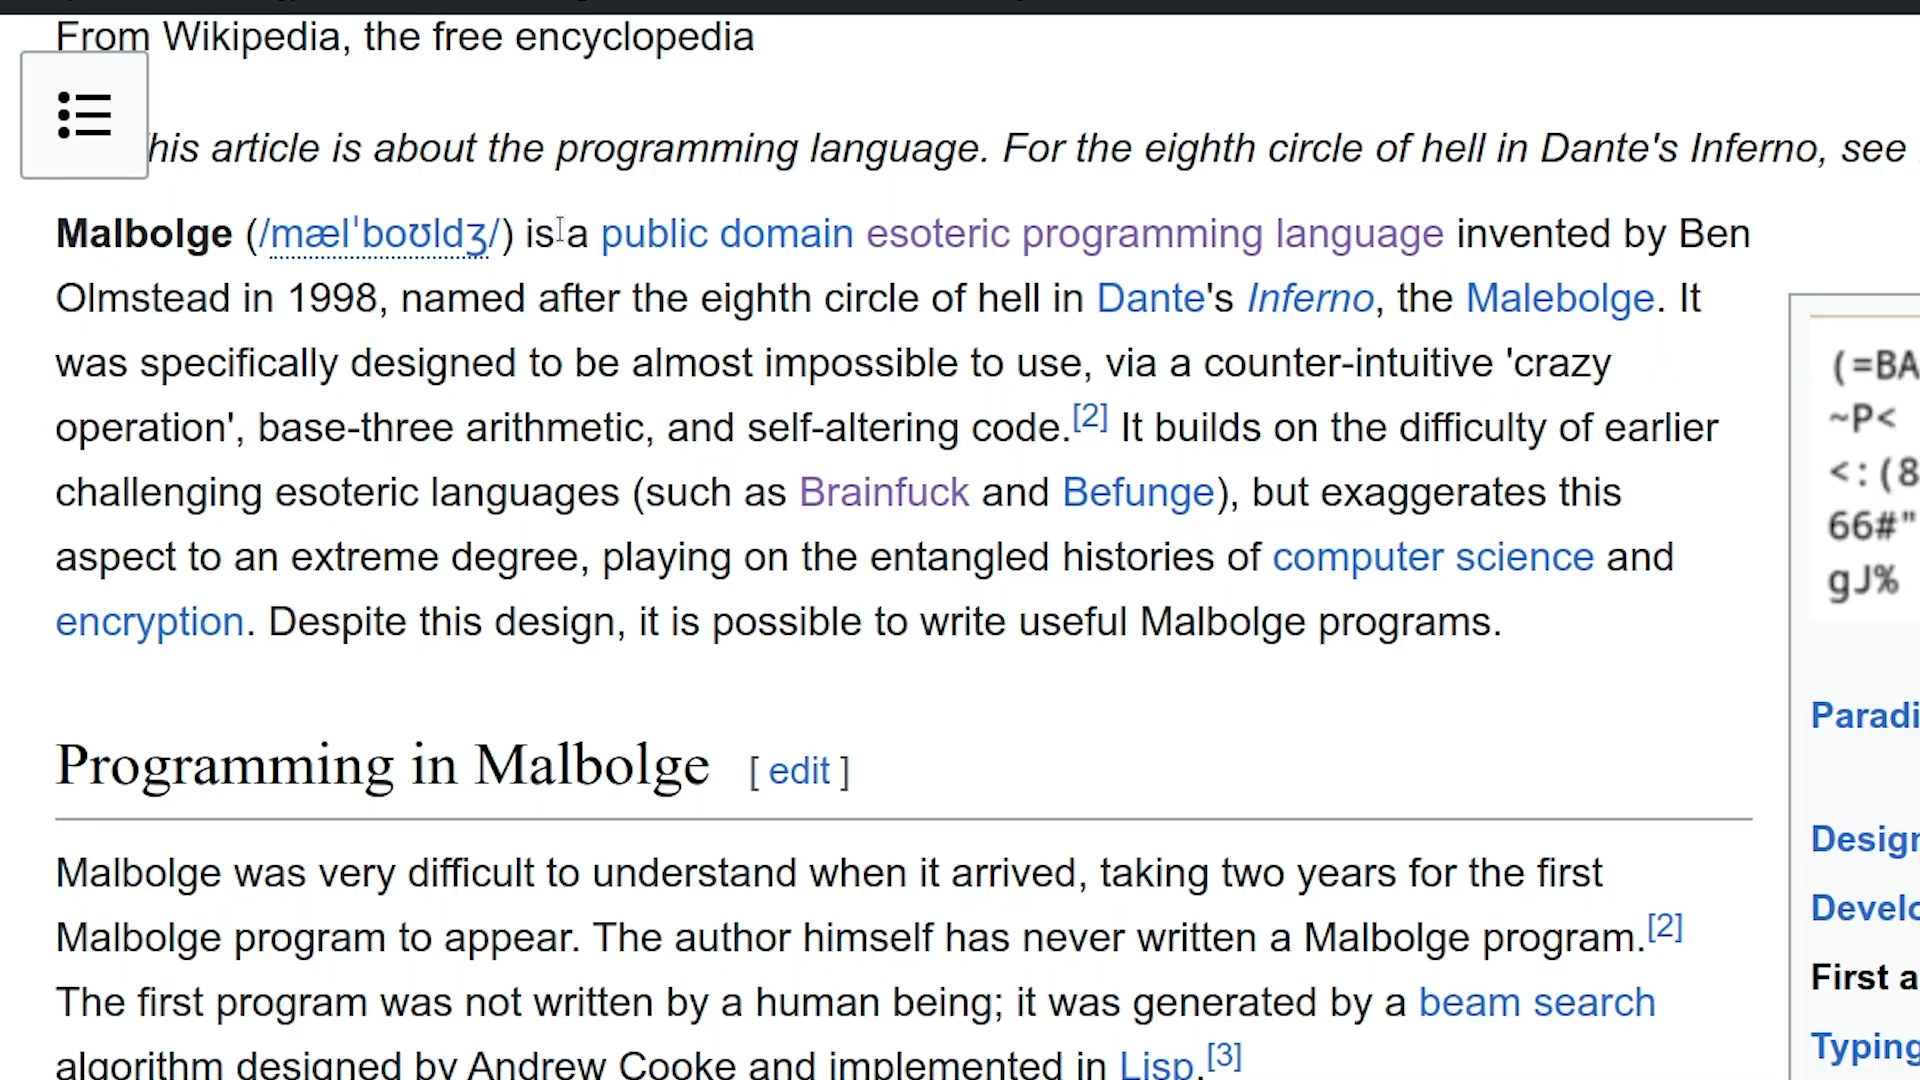 From Wikipedia, the free encyclopedia
his article is about the programming language. For the eighth circle of hell in Dante's Inferno, see
Malbolge (/mælˈboʊldʒ/) is a public domain esoteric programming language invented by Ben
Olmstead in 1998, named after the eighth circle of hell in Dante's Inferno, the Malebolge. It
was specifically designed to be almost impossible to use, via a counter-intuitive 'crazy
operation', base-three arithmetic, and self-altering code.[2] It builds on the difficulty of earlier
challenging esoteric languages (such as Brainfuck and Befunge), but exaggerates this
aspect to an extreme degree, playing on the entangled histories of computer science and
encryption. Despite this design, it is possible to write useful Malbolge programs.
Programming in Malbolge [ edit ]
Malbolge was very difficult to understand when it arrived, taking two years for the first
Malbolge program to appear. The author himself has never written a Malbolge program.[2]
The first program was not written by a human being; it was generated by a beam search
algorithm designed by Andrew Cooke and implemented in Lisp.[3]
(=BA
~P<
<:(8
66#"
gJ%
Paradi
Design
Develo
First a
Typing